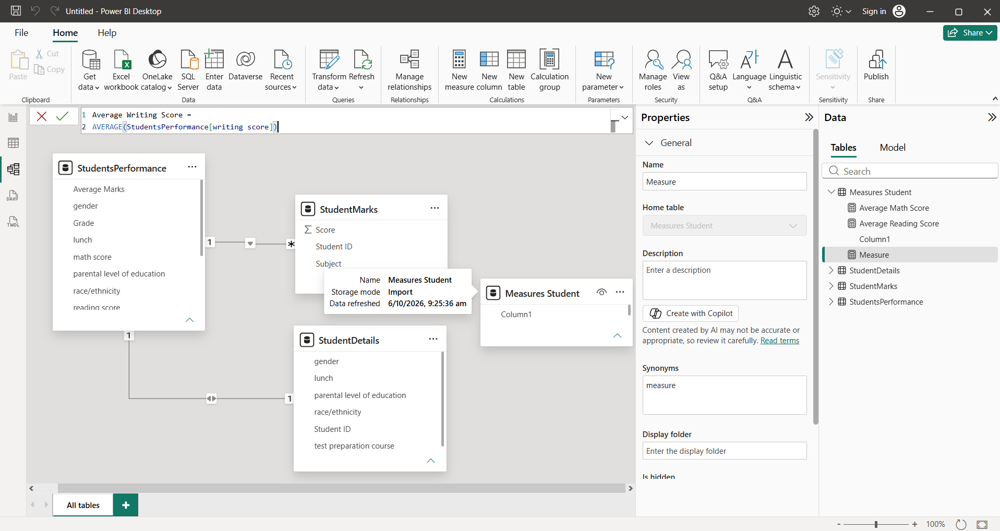 Untitled - Power BI Desktop
Sign in
File
Home
Help
Share
Paste
Cut
Copy
Clipboard
Get data
Excel workbook
OneLake catalog
SQL Server
Enter data
Dataverse
Recent sources
Data
Transform data
Refresh
Queries
Manage relationships
Relationships
New measure
New column
New table
Calculation group
Calculations
New parameter
Parameters
Manage roles
View as
Security
Q&A setup
Language
Linguistic schema
Q&A
Sensitivity
Sensitivity
Publish
Share
DAX
TMDL
1 Average Writing Score =
2 AVERAGE(StudentsPerformance[writing score])
StudentsPerformance
Average Marks
gender
Grade
lunch
math score
parental level of education
race/ethnicity
reading score
1
*
1
1
StudentMarks
Score
Student ID
Subject
Name Measures Student
Storage mode Import
Data refreshed 6/10/2026, 9:25:36 am
Measures Student
Column1
StudentDetails
gender
lunch
parental level of education
race/ethnicity
Student ID
test preparation course
All tables
Properties
General
Name
Measure
Home table
Measures Student
Description
Enter a description
Create with Copilot
Content created by AI may not be accurate or
appropriate, so review it carefully. Read terms
Synonyms
measure
Display folder
Enter the display folder
Is hidden
Data
Tables
Model
Search
Measures Student
Average Math Score
Average Reading Score
Column1
Measure
StudentDetails
StudentMarks
StudentsPerformance
- + 100%